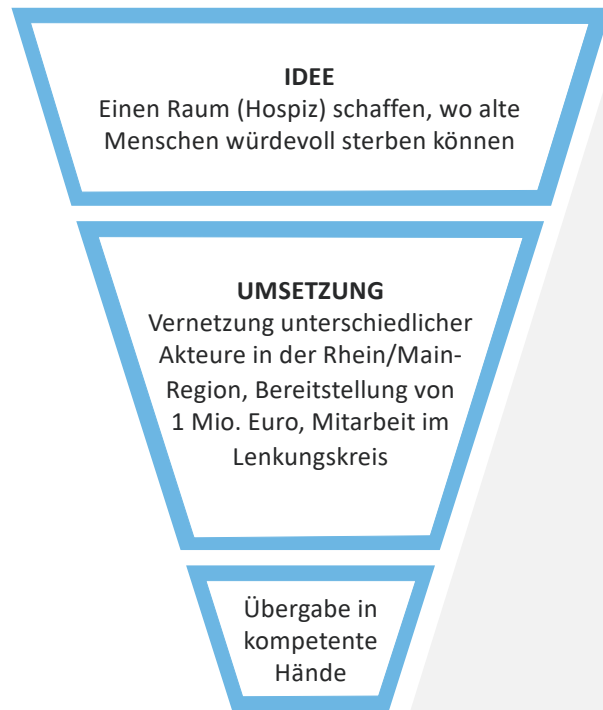 IDEE
Einen Raum (Hospiz) schaffen, wo alte
Menschen würdevoll sterben können
UMSETZUNG
Vernetzung unterschiedlicher
Akteure in der Rhein/Main-
Region, Bereitstellung von
1 Mio. Euro, Mitarbeit im
Lenkungskreis
Übergabe in
kompetente
Hände